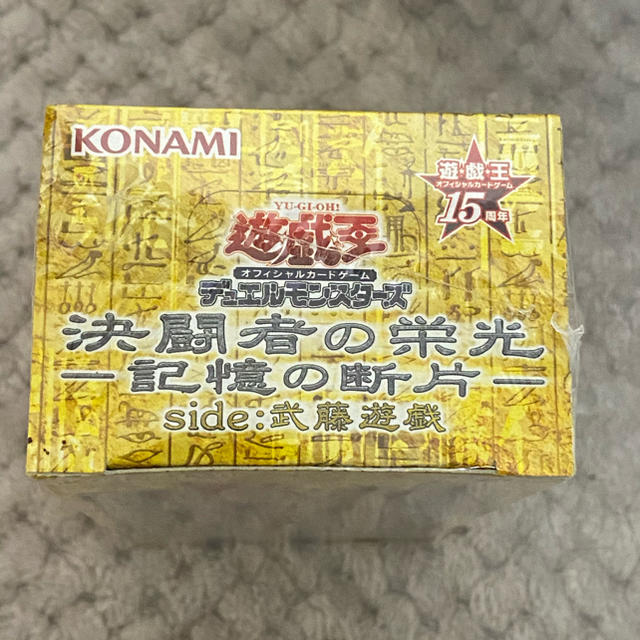 KONAMI
遊☆戯☆王
オフィシャルカードゲーム
15周年
YU-GI-OH!
遊戯王
オフィシャルカードゲーム
デュエルモンスターズ
決闘者の栄光
―記憶の断片―
side:武藤遊戯